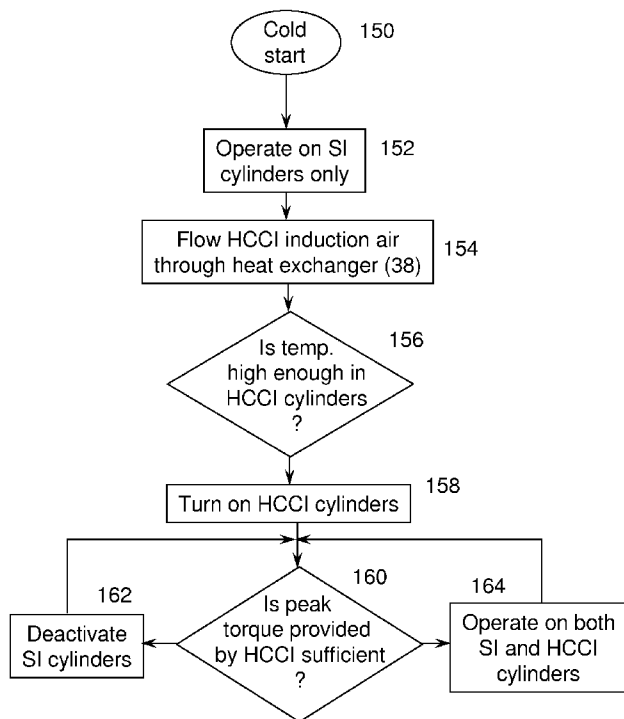 Cold
start
150
Operate on SI
cylinders only
152
Flow HCCI induction air
through heat exchanger (38)
154
Is temp.
high enough in
HCCI cylinders
?
156
Turn on HCCI cylinders
158
160
Is peak
torque provided
by HCCI sufficient
?
162
Deactivate
SI cylinders
164
Operate on both
SI and HCCI
cylinders